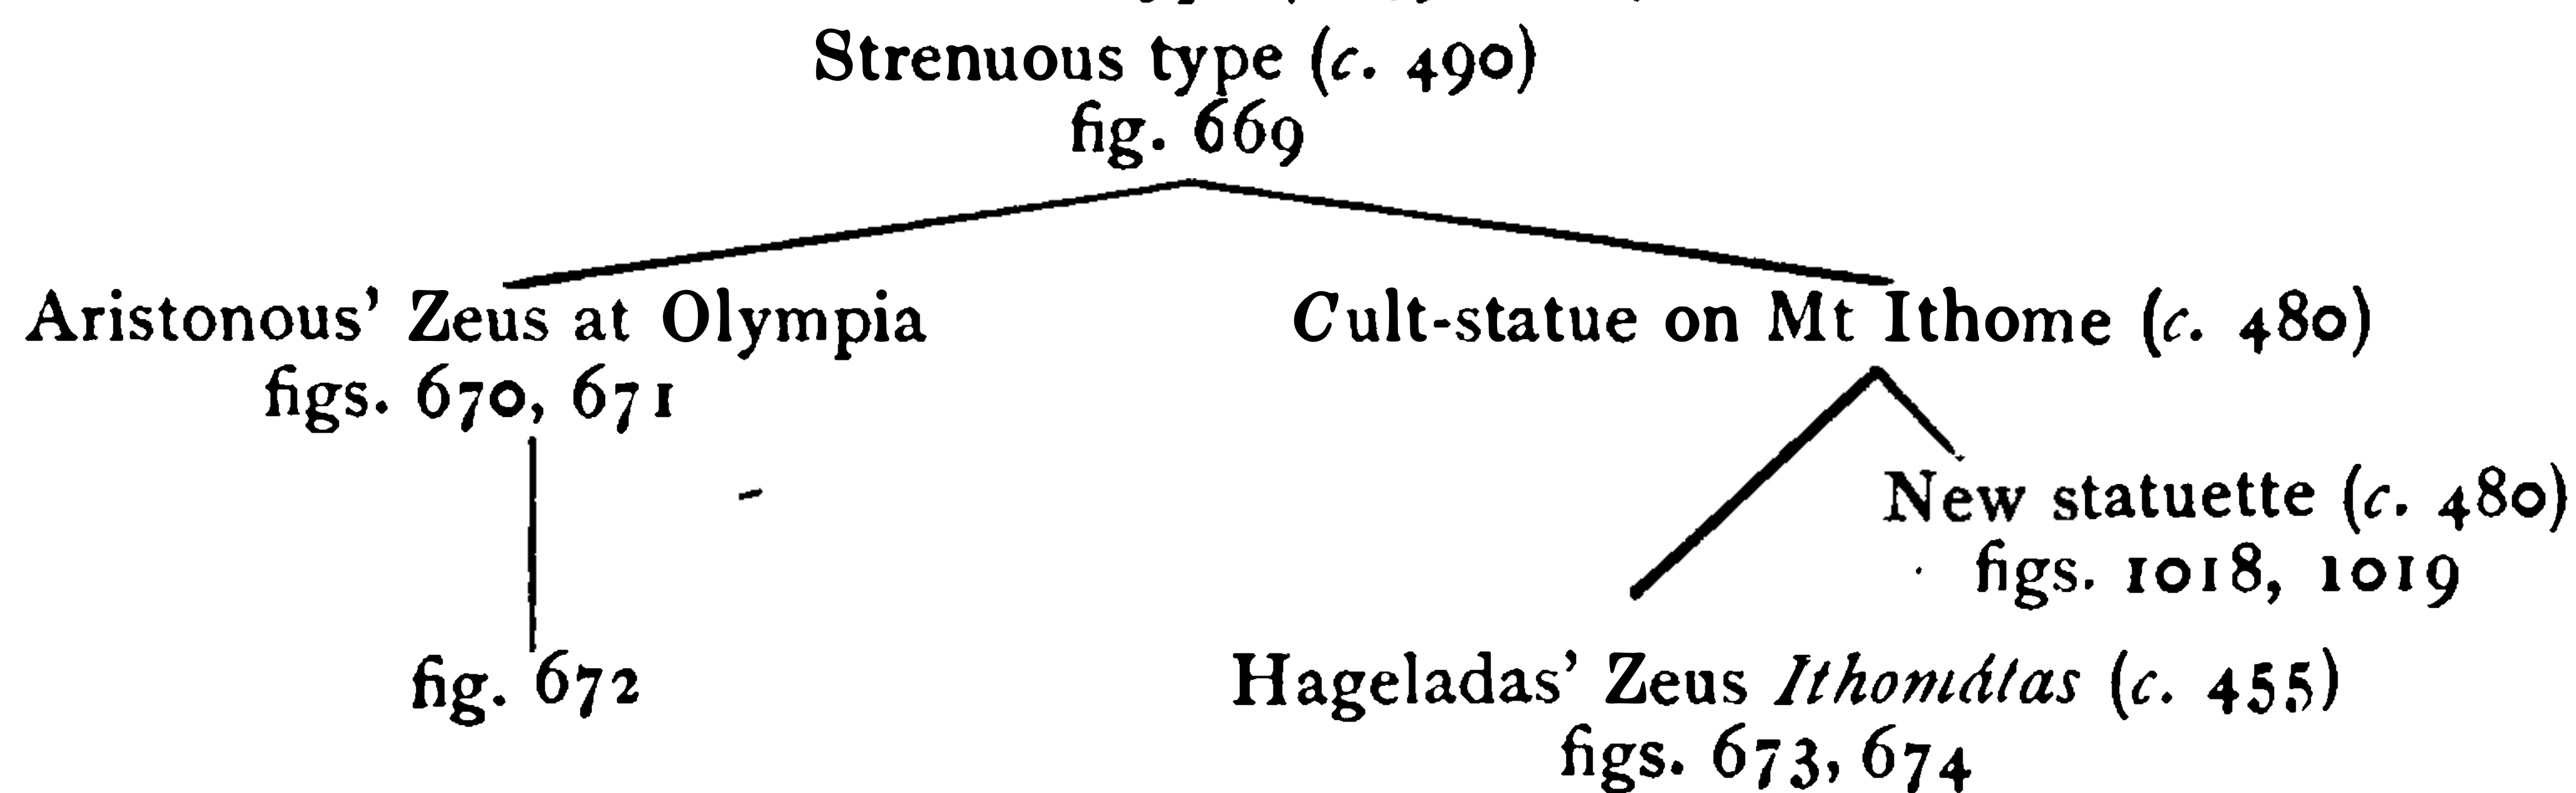 Strenuous type (c. 490)
fig. 669
Aristonous’ Zeus at Olympia
figs. 670, 671
Cult-statue on Mt Ithome (c. 480)
New statuette (c. 480)
figs. 1018, 1019
fig. 672
Hageladas’ Zeus Ithomátas (c. 455)
figs. 673, 674